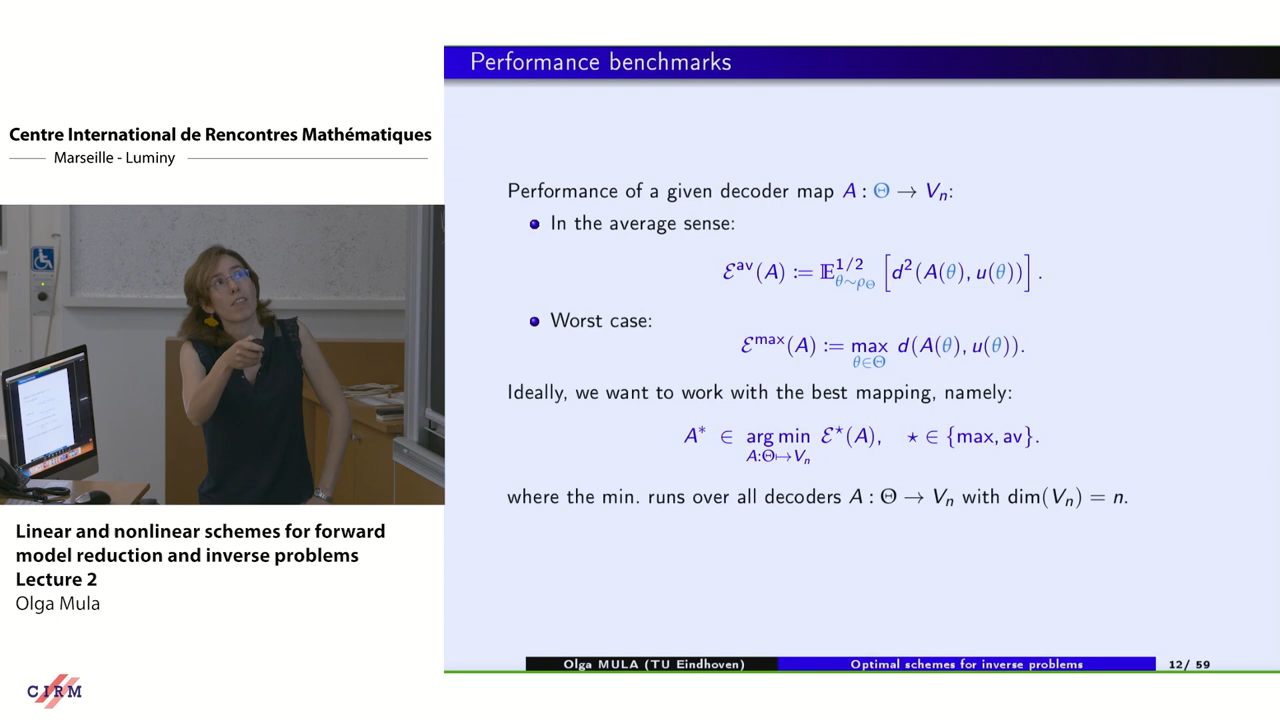 Centre International de Rencontres Mathématiques
Marseille - Luminy
Linear and nonlinear schemes for forward
model reduction and inverse problems
Lecture 2
Olga Mula
CIRM
Performance benchmarks
Performance of a given decoder map A : Θ → Vₙ:
In the average sense:
ℰ^av(A) := 𝔼^{1/2}_{θ∼ρ_Θ} [d²(A(θ), u(θ))] .
Worst case:
ℰ^max(A) := max_{θ∈Θ} d(A(θ), u(θ)).
Ideally, we want to work with the best mapping, namely:
A* ∈ arg min_{A:Θ↦Vₙ} ℰ^⋆(A), ⋆ ∈ {max, av}.
where the min. runs over all decoders A : Θ → Vₙ with dim(Vₙ) = n.
Olga MULA (TU Eindhoven)
Optimal schemes for inverse problems
12/ 59